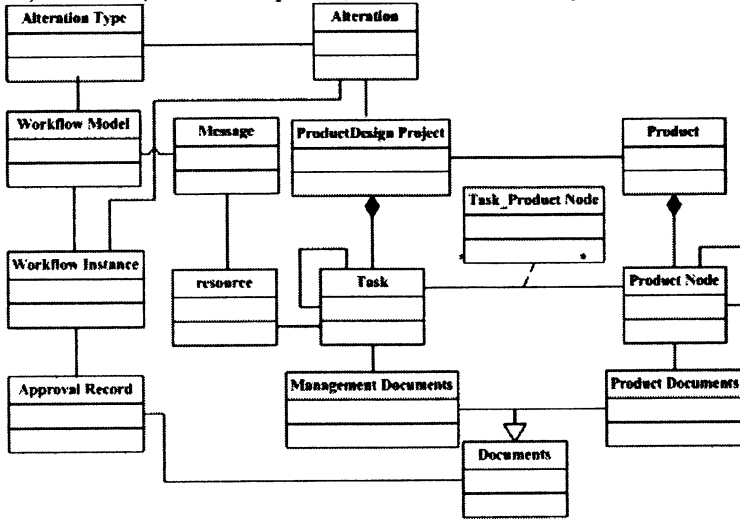 Alteration Type
Alteration
Workflow Model
Message
ProductDesign Project
Product
Task_Product Node
* *
Workflow Instance
resource
Task
Product Node
Approval Record
Management Documents
Product Documents
Documents